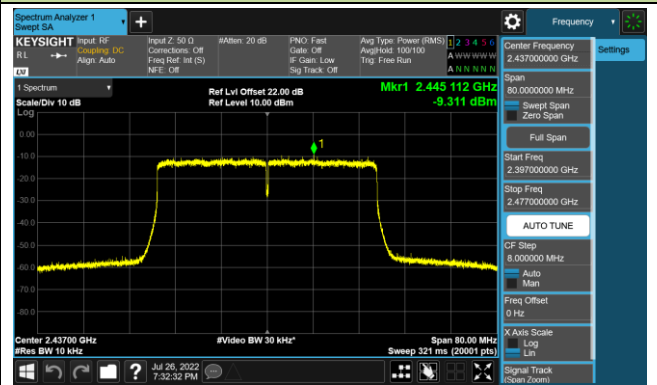 Spectrum Analyzer 1
Swept SA
Frequency
KEYSIGHT
Input: RF
Input Z: 50 Ω
#Atten: 20 dB
PNO: Fast
Avg Type: Power (RMS)
1 2 3 4 5 6
RL
Coupling: DC
Corrections: Off
Gate: Off
Avg|Hold: 100/100
A W W W W W
Align: Auto
Freq Ref: Int (S)
IF Gain: Low
Trig: Free Run
LXI
NFE: Off
Sig Track: Off
A N N N N N
1 Spectrum
Ref Lvl Offset 22.00 dB
Mkr1 2.445 112 GHz
Scale/Div 10 dB
Ref Level 10.00 dBm
-9.311 dBm
Log
1
0.00
-10.0
-20.0
-30.0
-40.0
-50.0
-60.0
-70.0
-80.0
Center 2.43700 GHz
#Video BW 30 kHz*
Span 80.00 MHz
#Res BW 10 kHz
Sweep 321 ms (20001 pts)
Jul 26, 2022
7:32:32 PM
Center Frequency
2.437000000 GHz
Settings
Span
80.0000000 MHz
Swept Span
Zero Span
Full Span
Start Freq
2.397000000 GHz
Stop Freq
2.477000000 GHz
AUTO TUNE
CF Step
8.000000 MHz
Auto
Man
Freq Offset
0 Hz
X Axis Scale
Log
Lin
Signal Track
(Span Zoom)